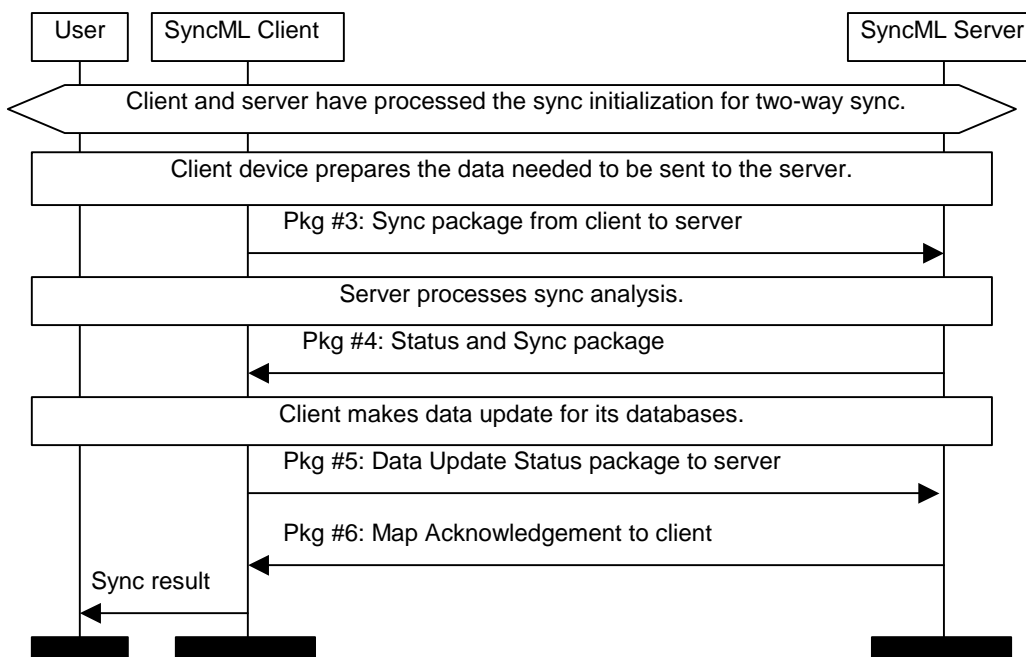 User
SyncML Client
SyncML Server
Client and server have processed the sync initialization for two-way sync.
Client device prepares the data needed to be sent to the server.
Pkg #3: Sync package from client to server
Server processes sync analysis.
Pkg #4: Status and Sync package
Client makes data update for its databases.
Pkg #5: Data Update Status package to server
Pkg #6: Map Acknowledgement to client
Sync result